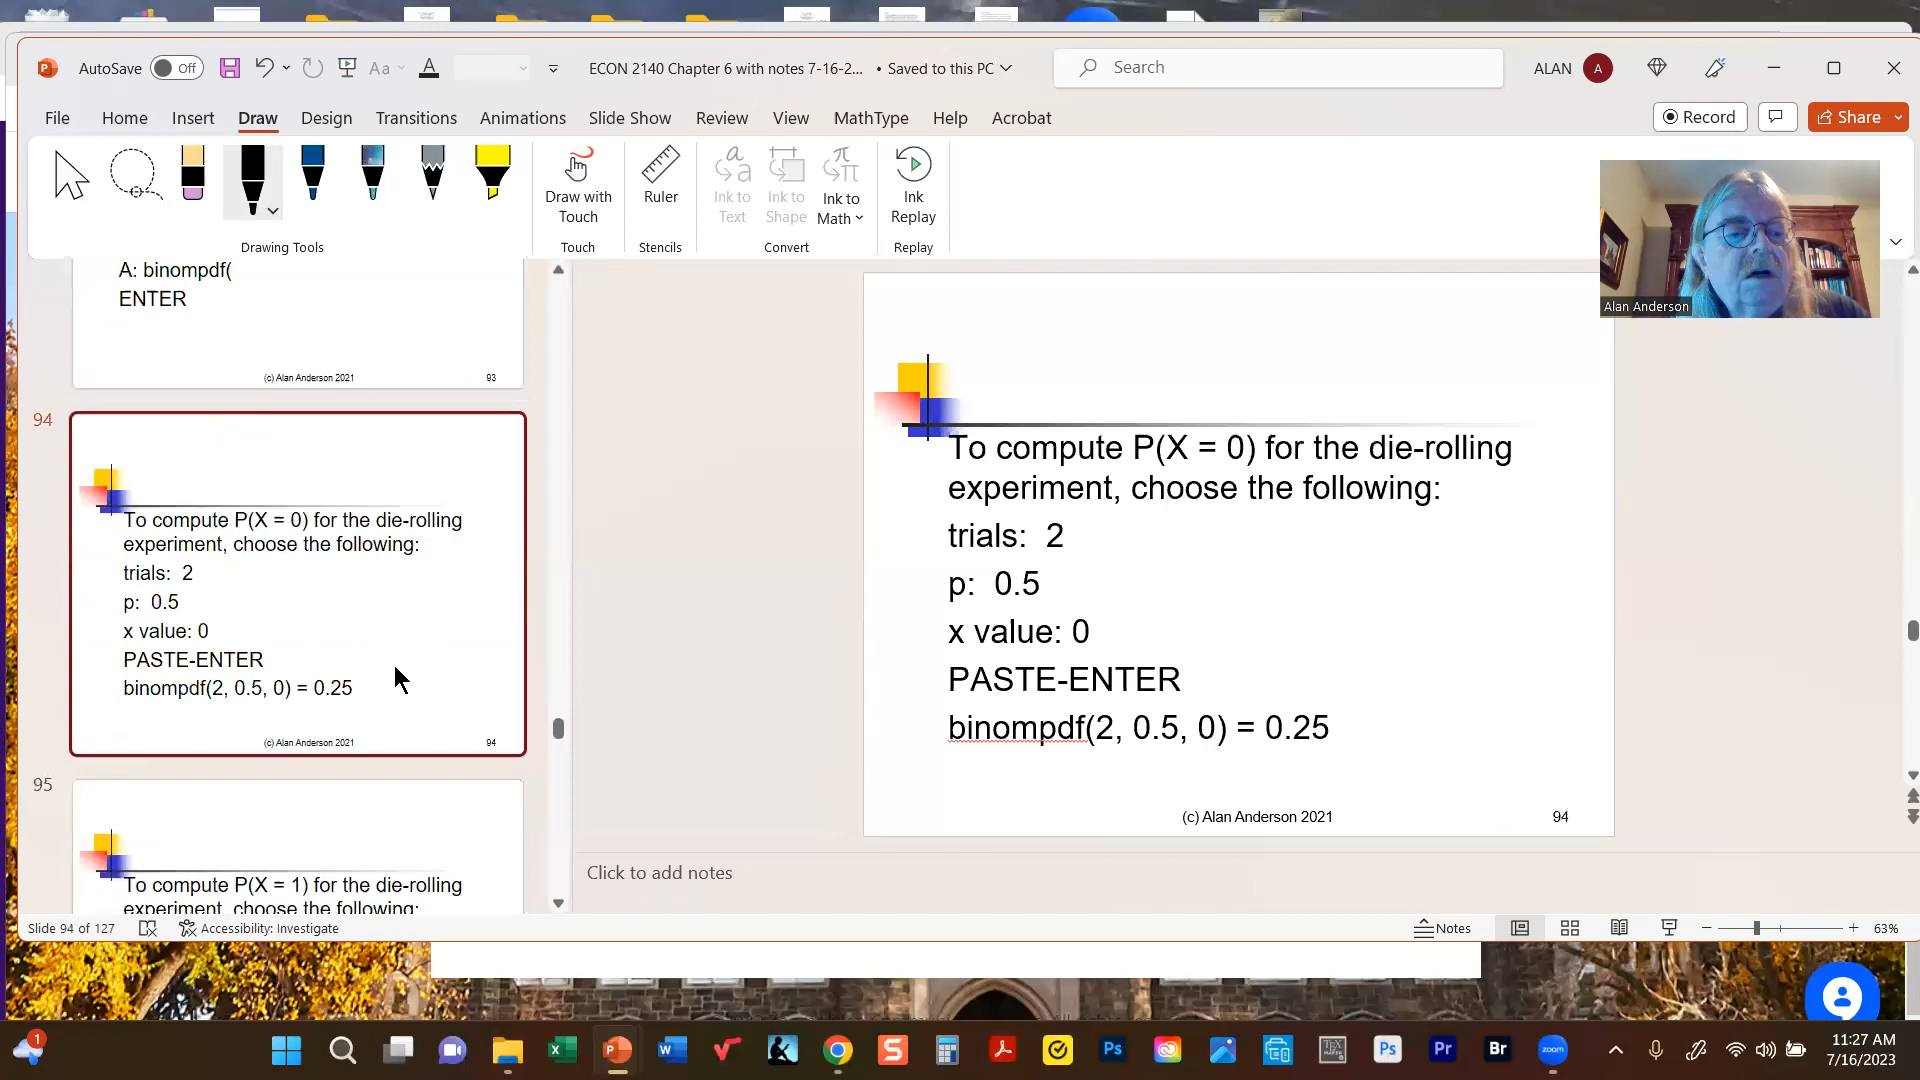 AutoSave Off
Aa
A
ECON 2140 Chapter 6 with notes 7-16-2... • Saved to this PC
Search
ALAN A
File Home Insert Draw Design Transitions Animations Slide Show Review View MathType Help Acrobat
Record
Share
Draw with
Touch
Ruler
Ink to
Text
Ink to
Shape
Ink to
Math
Ink
Replay
Drawing Tools
Touch
Stencils
Convert
Replay
Alan Anderson
A: binompdf(
ENTER
(c) Alan Anderson 2021 93
94
To compute P(X = 0) for the die-rolling
experiment, choose the following:
trials: 2
p: 0.5
x value: 0
PASTE-ENTER
binompdf(2, 0.5, 0) = 0.25
(c) Alan Anderson 2021 94
95
To compute P(X = 1) for the die-rolling
experiment, choose the following:
To compute P(X = 0) for the die-rolling
experiment, choose the following:
trials: 2
p: 0.5
x value: 0
PASTE-ENTER
binompdf(2, 0.5, 0) = 0.25
(c) Alan Anderson 2021 94
Click to add notes
Slide 94 of 127
Accessibility: Investigate
Notes
63%
1
zoom
Ps
Ps
Pr
Br
11:27 AM
7/16/2023